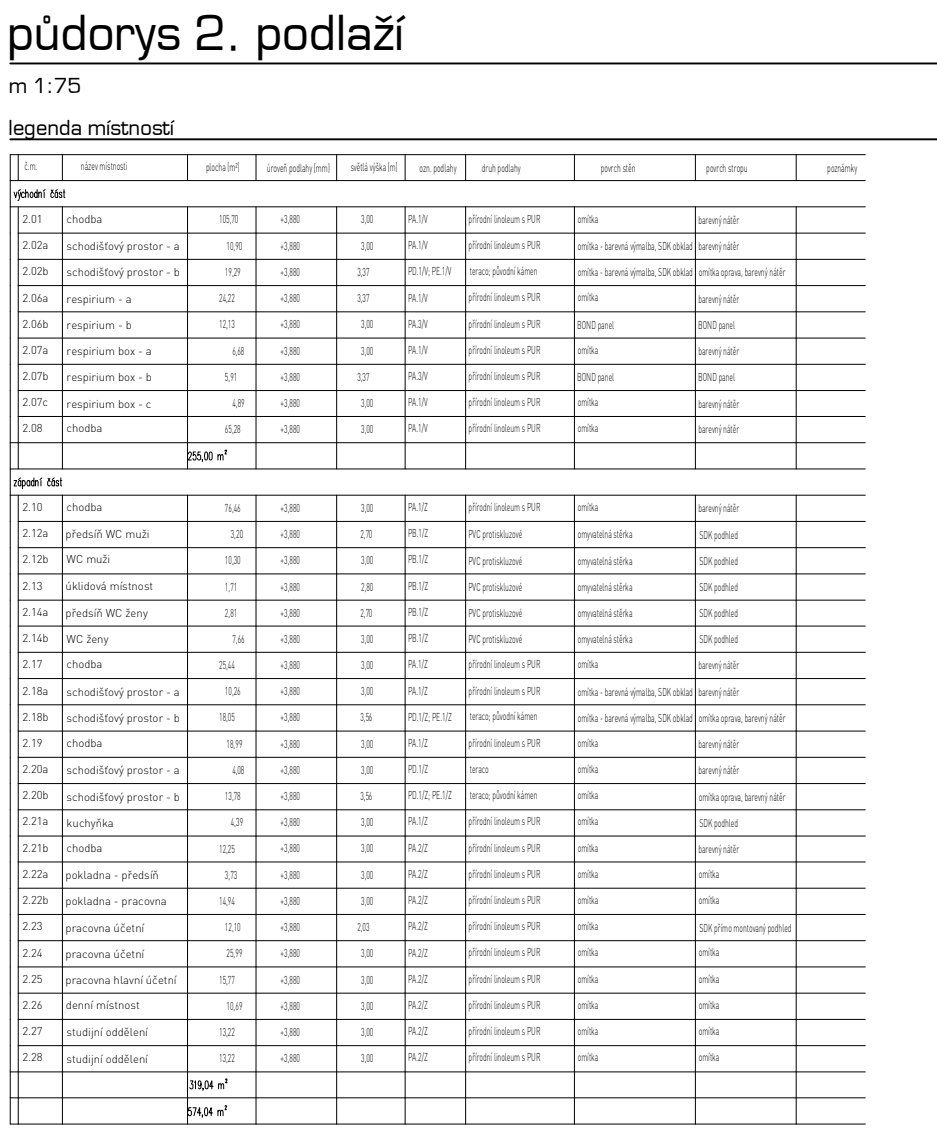 půdorys 2. podlaží
m 1:75
legenda místností
č.m. název místnosti plocha [m²] úroveň podlahy [mm] světlá výška [m] ozn. podlahy druh podlahy povrch stěn povrch stropu poznámky
východní část
2.01 chodba 105,70 +3,880 3,00 PA.1/V přírodní linoleum s PUR omítka barevný nátěr
2.02a schodišťový prostor - a 10,90 +3,880 3,00 PA.1/V přírodní linoleum s PUR omítka - barevná výmalba, SDK obklad barevný nátěr
2.02b schodišťový prostor - b 19,29 +3,880 3,37 PD.1/V; PE.1/V teraco; původní kámen omítka - barevná výmalba, SDK obklad omítka oprava, barevný nátěr
2.06a respirium - a 24,22 +3,880 3,37 PA.1/V přírodní linoleum s PUR omítka barevný nátěr
2.06b respirium - b 12,13 +3,880 3,00 PA.3/V přírodní linoleum s PUR BOND panel BOND panel
2.07a respirium box - a 6,68 +3,880 3,00 PA.1/V přírodní linoleum s PUR omítka barevný nátěr
2.07b respirium box - b 5,91 +3,880 3,37 PA.3/V přírodní linoleum s PUR BOND panel BOND panel
2.07c respirium box - c 4,89 +3,880 3,00 PA.1/V přírodní linoleum s PUR omítka barevný nátěr
2.08 chodba 65,28 +3,880 3,00 PA.1/V přírodní linoleum s PUR omítka barevný nátěr
255,00 m²
západní část
2.10 chodba 76,46 +3,880 3,00 PA.1/Z přírodní linoleum s PUR omítka barevný nátěr
2.12a předsíň WC muži 3,20 +3,880 2,70 PB.1/Z PVC protiskluzové omyvatelná stěrka SDK podhled
2.12b WC muži 10,30 +3,880 3,00 PB.1/Z PVC protiskluzové omyvatelná stěrka SDK podhled
2.13 úklidová místnost 1,71 +3,880 2,80 PB.1/Z PVC protiskluzové omyvatelná stěrka SDK podhled
2.14a předsíň WC ženy 2,81 +3,880 2,70 PB.1/Z PVC protiskluzové omyvatelná stěrka SDK podhled
2.14b WC ženy 7,66 +3,880 3,00 PB.1/Z PVC protiskluzové omyvatelná stěrka SDK podhled
2.17 chodba 25,44 +3,880 3,00 PA.1/Z přírodní linoleum s PUR omítka barevný nátěr
2.18a schodišťový prostor - a 10,26 +3,880 3,00 PA.1/Z přírodní linoleum s PUR omítka - barevná výmalba, SDK obklad barevný nátěr
2.18b schodišťový prostor - b 18,05 +3,880 3,56 PD.1/Z; PE.1/Z teraco; původní kámen omítka - barevná výmalba, SDK obklad omítka oprava, barevný nátěr
2.19 chodba 18,99 +3,880 3,00 PA.1/Z přírodní linoleum s PUR omítka barevný nátěr
2.20a schodišťový prostor - a 4,08 +3,880 3,00 PD.1/Z teraco omítka barevný nátěr
2.20b schodišťový prostor - b 13,78 +3,880 3,56 PD.1/Z; PE.1/Z teraco; původní kámen omítka omítka oprava, barevný nátěr
2.21a kuchyňka 4,39 +3,880 3,00 PA.1/Z přírodní linoleum s PUR omítka SDK podhled
2.21b chodba 12,25 +3,880 3,00 PA.2/Z přírodní linoleum s PUR omítka barevný nátěr
2.22a pokladna - předsíň 3,73 +3,880 3,00 PA.2/Z přírodní linoleum s PUR omítka omítka
2.22b pokladna - pracovna 14,94 +3,880 3,00 PA.2/Z přírodní linoleum s PUR omítka omítka
2.23 pracovna účetní 12,10 +3,880 2,03 PA.2/Z přírodní linoleum s PUR omítka SDK přímo montovaný podhled
2.24 pracovna účetní 25,99 +3,880 3,00 PA.2/Z přírodní linoleum s PUR omítka omítka
2.25 pracovna hlavní účetní 15,77 +3,880 3,00 PA.2/Z přírodní linoleum s PUR omítka omítka
2.26 denní místnost 10,69 +3,880 3,00 PA.2/Z přírodní linoleum s PUR omítka omítka
2.27 studijní oddělení 13,22 +3,880 3,00 PA.2/Z přírodní linoleum s PUR omítka omítka
2.28 studijní oddělení 13,22 +3,880 3,00 PA.2/Z přírodní linoleum s PUR omítka omítka
319,04 m²
574,04 m²